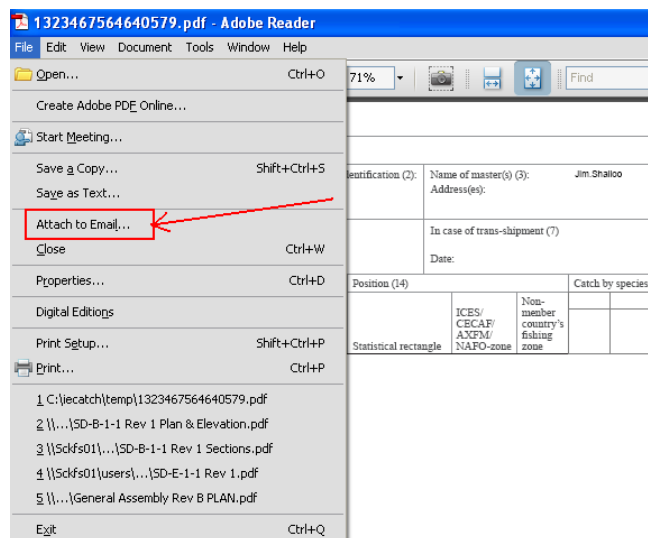 1323467564640579.pdf - Adobe Reader
File Edit View Document Tools Window Help
Open... Ctrl+O
71%
Find
Create Adobe PDF Online...
Start Meeting...
Save a Copy... Shift+Ctrl+S
Save as Text...
Attach to Email...
Close Ctrl+W
Properties... Ctrl+D
Digital Editions
Print Setup... Shift+Ctrl+P
Print... Ctrl+P
1 C:\iecatch\temp\1323467564640579.pdf
2 \\...\SD-B-1-1 Rev 1 Plan & Elevation.pdf
3 \\Sckfs01\...\SD-B-1-1 Rev 1 Sections.pdf
4 \\Sckfs01\users\...\SD-E-1-1 Rev 1.pdf
5 \\...\General Assembly Rev B PLAN.pdf
Exit Ctrl+Q
entification (2):
Name of master(s) (3): Jim.Shalloo
Address(es):
In case of trans-shipment (7)
Date:
Position (14)
Catch by species
Statistical rectangle
ICES/
CECAF/
AXFM/
NAFO-zone
Non-
menber
country's
fishing
zone